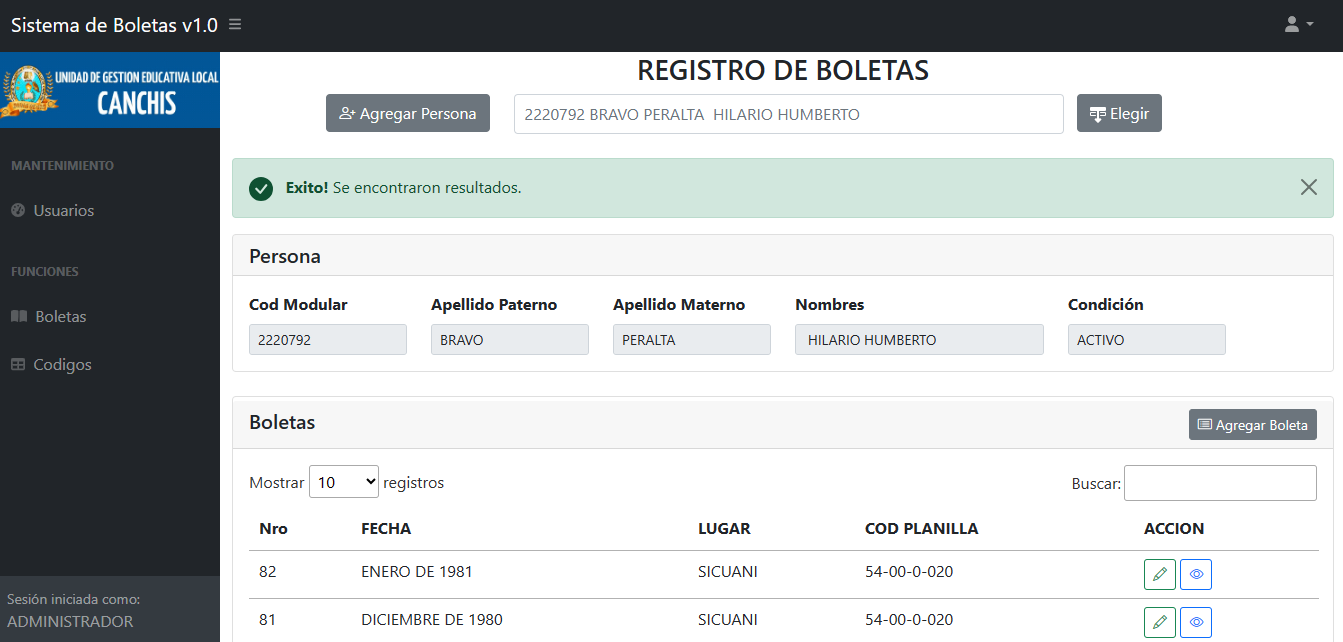 Sistema de Boletas v1.0
UNIDAD DE GESTION EDUCATIVA LOCAL
CANCHIS
MANTENIMIENTO
Usuarios
FUNCIONES
Boletas
Codigos
Sesión iniciada como:
ADMINISTRADOR
REGISTRO DE BOLETAS
Agregar Persona 2220792 BRAVO PERALTA  HILARIO HUMBERTO Elegir
Exito! Se encontraron resultados.
Persona
Cod Modular Apellido Paterno Apellido Materno Nombres Condición
2220792 BRAVO PERALTA HILARIO HUMBERTO ACTIVO
Boletas Agregar Boleta
Mostrar 10 registros Buscar:
Nro FECHA LUGAR COD PLANILLA ACCION
82 ENERO DE 1981 SICUANI 54-00-0-020
81 DICIEMBRE DE 1980 SICUANI 54-00-0-020